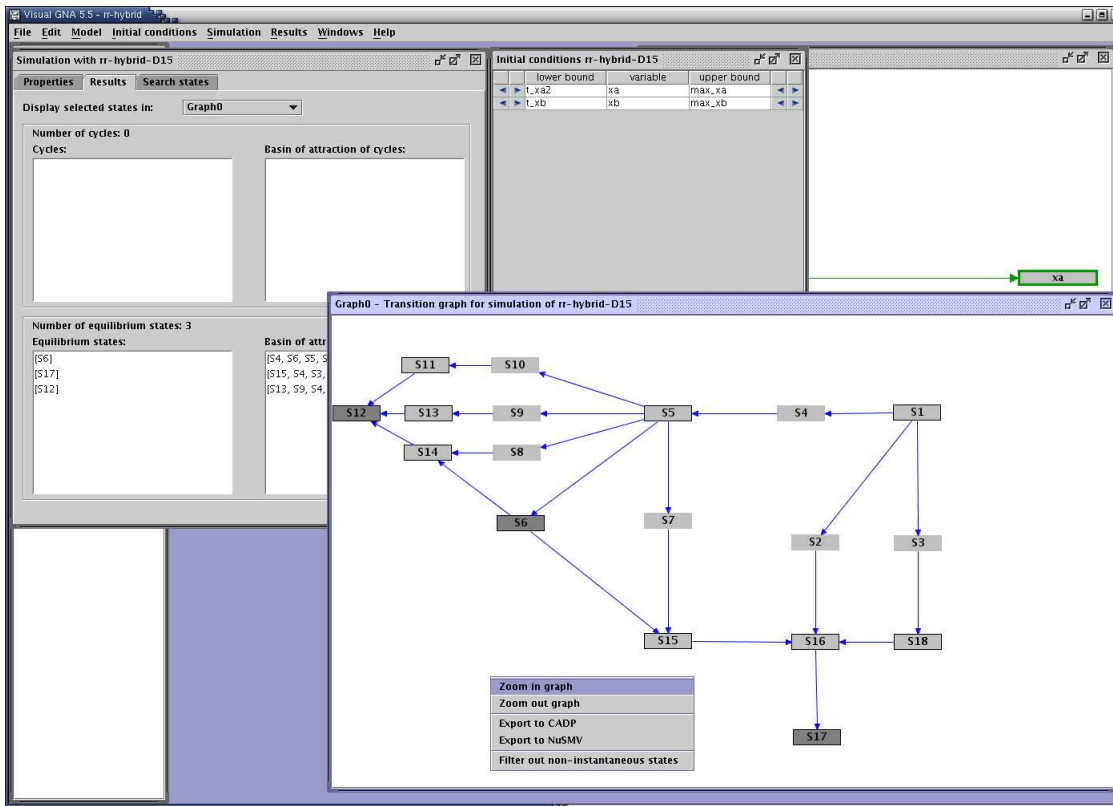 Visual GNA 5.5 - rr-hybrid
File Edit Model Initial conditions Simulation Results Windows Help
Simulation with rr-hybrid-D15
Properties Results Search states
Display selected states in: Graph0
Number of cycles: 0
Cycles: Basin of attraction of cycles:
Number of equilibrium states: 3
Equilibrium states: Basin of attr
[S6] [S4, S6, S5, S
[S17] [S15, S4, S3,
[S12] [S13, S9, S4,
Initial conditions rr-hybrid-D15
lower bound variable upper bound
t_xa2 xa max_xa
t_xb xb max_xb
xa
Graph0 - Transition graph for simulation of rr-hybrid-D15
S11 S10
S12 S13 S9 S5 S4 S1
S14 S8
S6 S7
S2 S3
S15 S16 S18
S17
Zoom in graph
Zoom out graph
Export to CADP
Export to NuSMV
Filter out non-instantaneous states